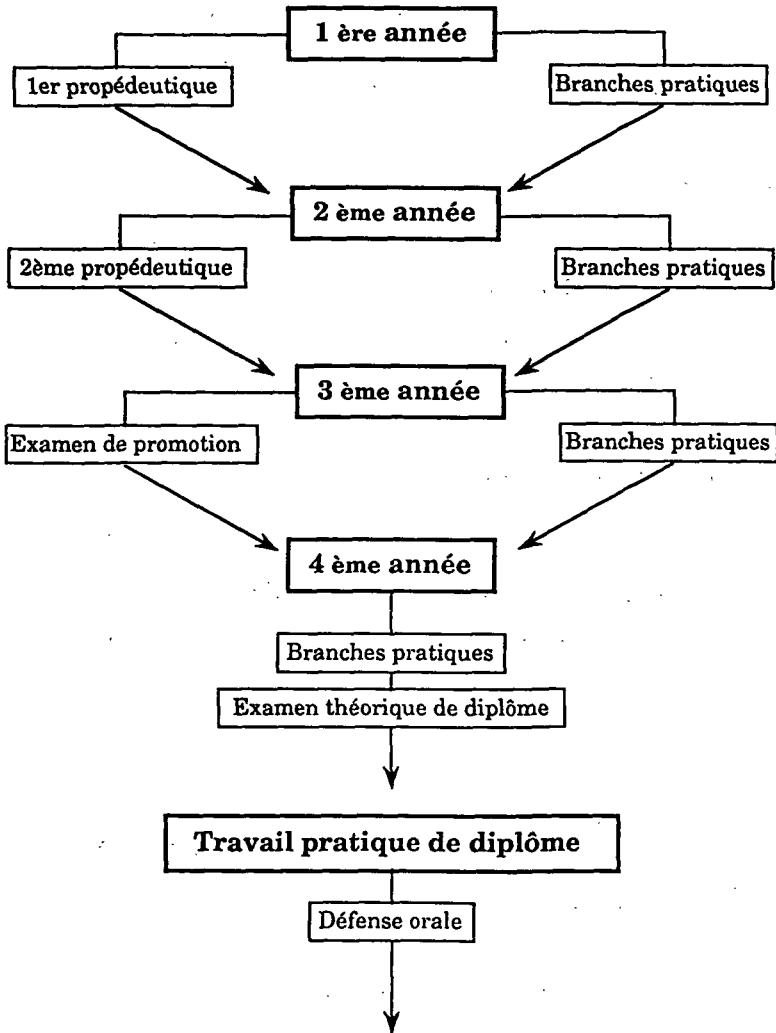 1 ère année
1er propédeutique
Branches pratiques
2 ème année
2ème propédeutique
Branches pratiques
3 ème année
Examen de promotion
Branches pratiques
4 ème année
Branches pratiques
Examen théorique de diplôme
Travail pratique de diplôme
Défense orale